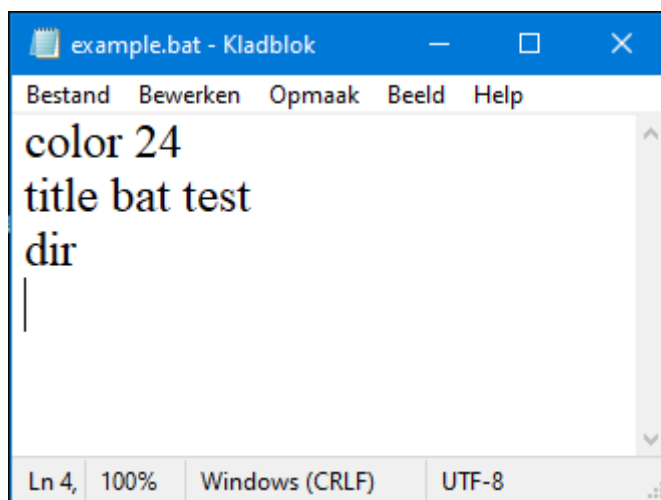 example.bat - Kladblok
Bestand Bewerken Opmaak Beeld Help
color 24
title bat test
dir
Ln 4, 100% Windows (CRLF) UTF-8